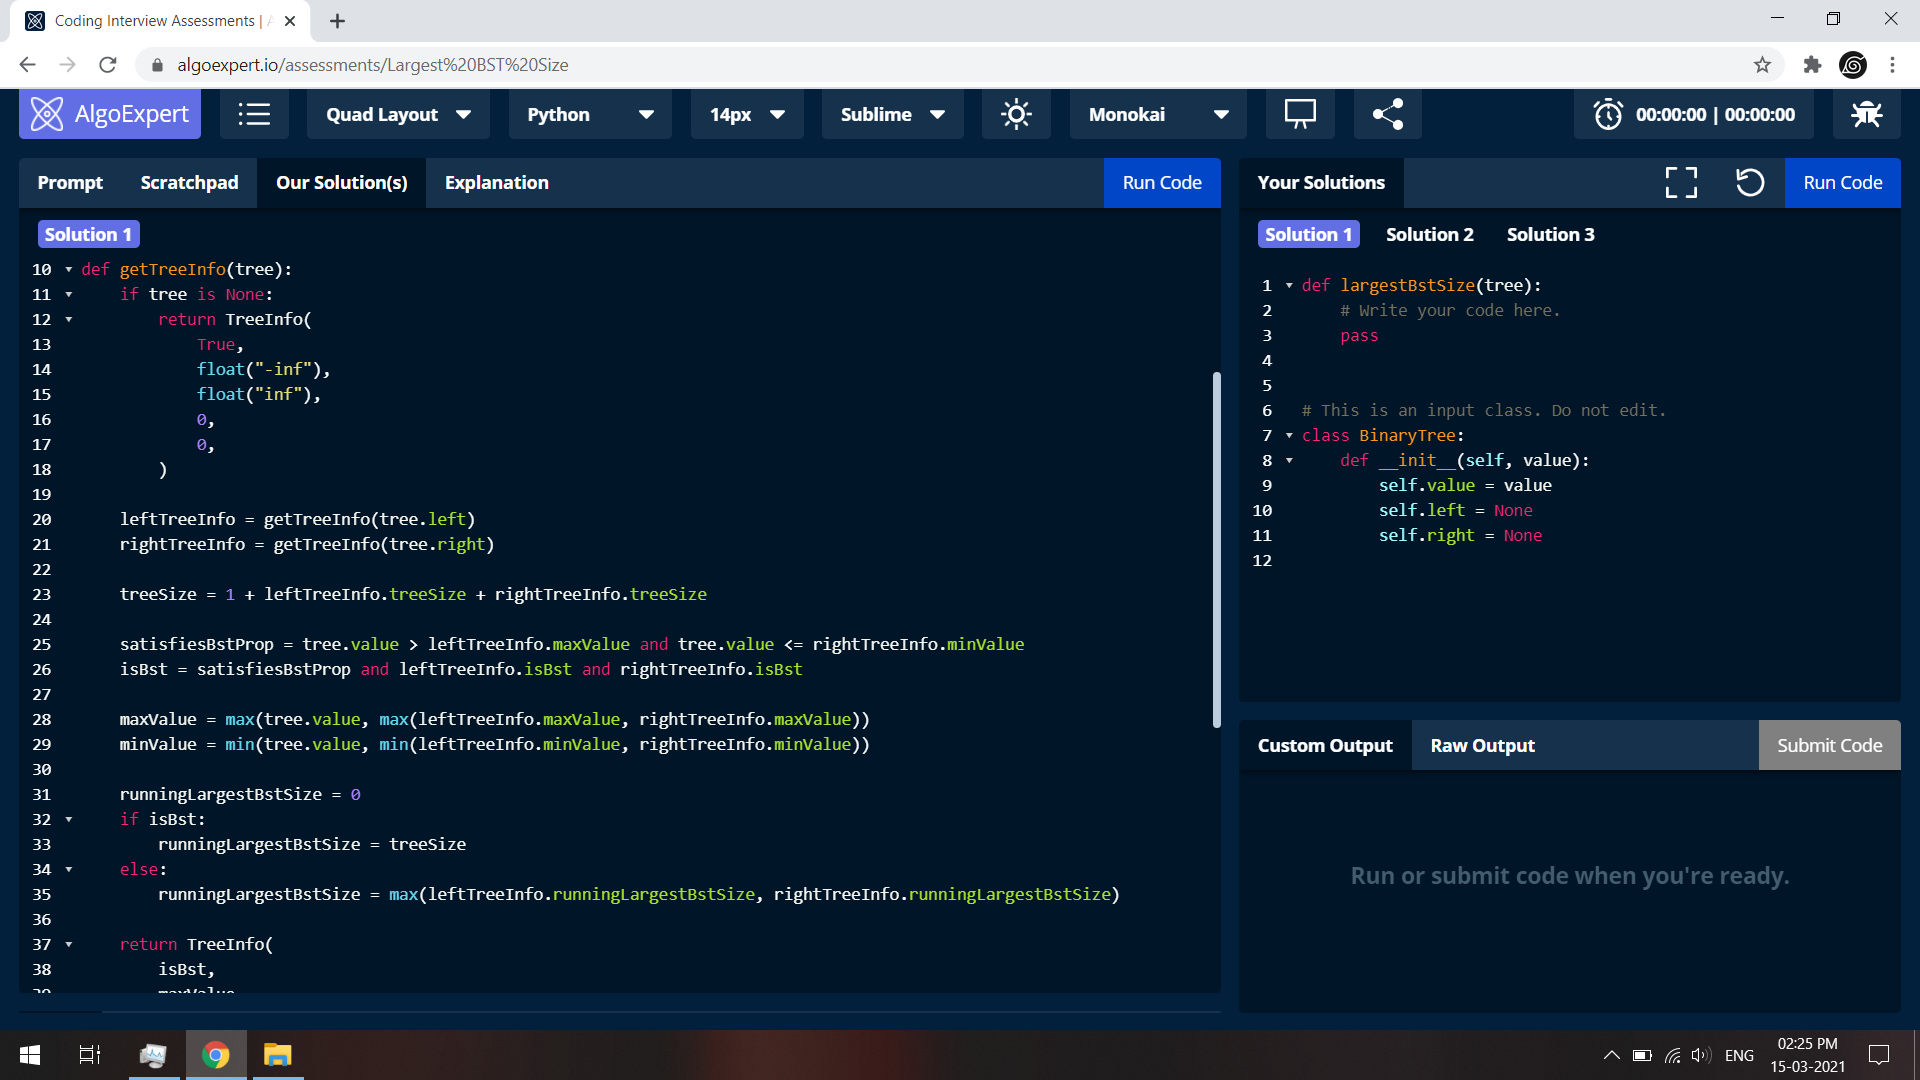 Coding Interview Assessments | A
algoexpert.io/assessments/Largest%20BST%20Size
AlgoExpert
Quad Layout
Python
14px
Sublime
Monokai
00:00:00 | 00:00:00
Prompt
Scratchpad
Our Solution(s)
Explanation
Run Code
Solution 1
10 def getTreeInfo(tree):
11     if tree is None:
12         return TreeInfo(
13             True,
14             float("-inf"),
15             float("inf"),
16             0,
17             0,
18         )
19
20     leftTreeInfo = getTreeInfo(tree.left)
21     rightTreeInfo = getTreeInfo(tree.right)
22
23     treeSize = 1 + leftTreeInfo.treeSize + rightTreeInfo.treeSize
24
25     satisfiesBstProp = tree.value > leftTreeInfo.maxValue and tree.value <= rightTreeInfo.minValue
26     isBst = satisfiesBstProp and leftTreeInfo.isBst and rightTreeInfo.isBst
27
28     maxValue = max(tree.value, max(leftTreeInfo.maxValue, rightTreeInfo.maxValue))
29     minValue = min(tree.value, min(leftTreeInfo.minValue, rightTreeInfo.minValue))
30
31     runningLargestBstSize = 0
32     if isBst:
33         runningLargestBstSize = treeSize
34     else:
35         runningLargestBstSize = max(leftTreeInfo.runningLargestBstSize, rightTreeInfo.runningLargestBstSize)
36
37     return TreeInfo(
38         isBst,
39         maxValue
Your Solutions
Run Code
Solution 1
Solution 2
Solution 3
1 def largestBstSize(tree):
2     # Write your code here.
3     pass
4
5
6 # This is an input class. Do not edit.
7 class BinaryTree:
8     def __init__(self, value):
9         self.value = value
10         self.left = None
11         self.right = None
12
Custom Output
Raw Output
Submit Code
Run or submit code when you're ready.
ENG
02:25 PM
15-03-2021